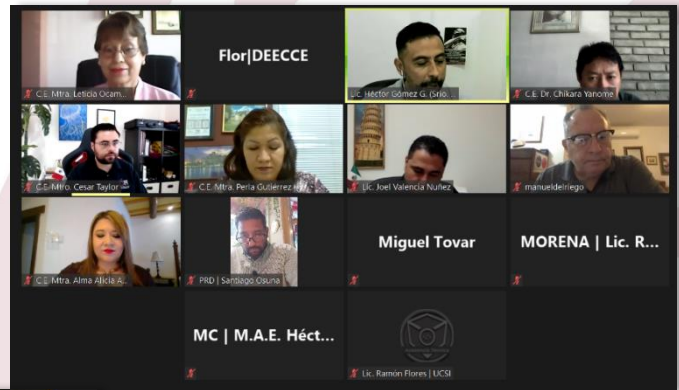 C.E. Mtra. Leticia Ocam...
Flor|DEECCE
Lic. Héctor Gómez G. (Srio. ...
C.E. Dr. Chikara Yanome
C.E. Mtro. Cesar Taylor
C.E. Mtra. Perla Gutierrez
Lic. Joel Valencia Nuñez
manueldelriego
C.E. Mtra. Alma Alicia A...
PRD | Santiago Osuna
Miguel Tovar
MORENA | Lic. R...
MC | M.A.E. Héct...
Lic. Ramón Flores | UCSI